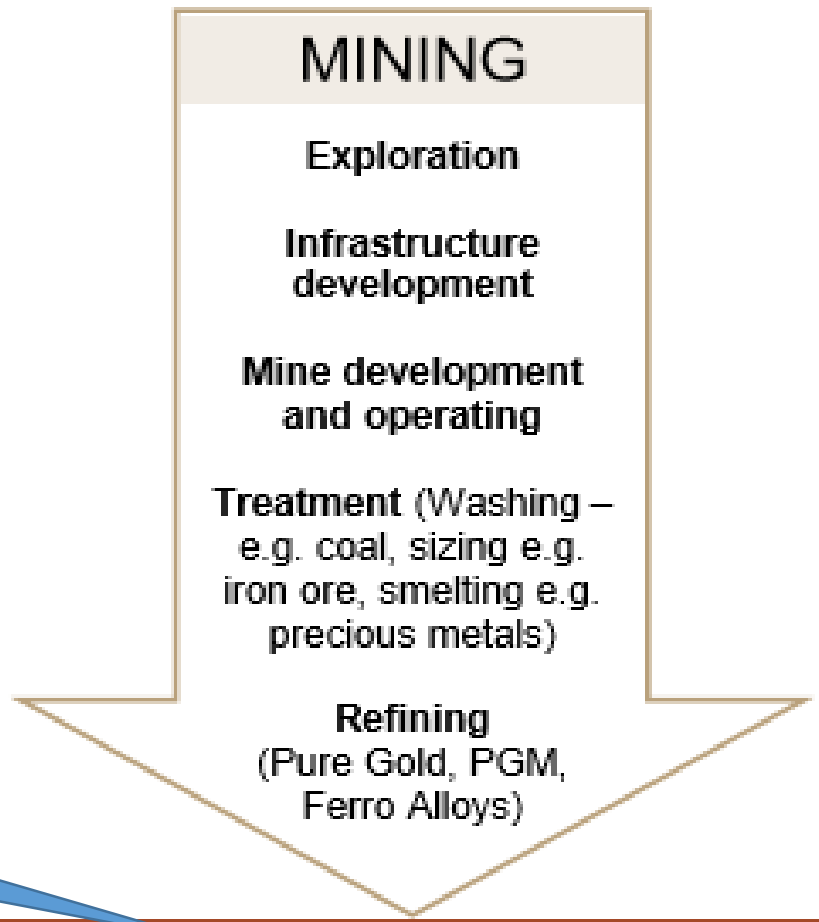 MINING
Exploration
Infrastructure
development
Mine development
and operating
Treatment (Washing –
e.g. coal, sizing e.g.
iron ore, smelting e.g.
precious metals)
Refining
(Pure Gold, PGM,
Ferro Alloys)